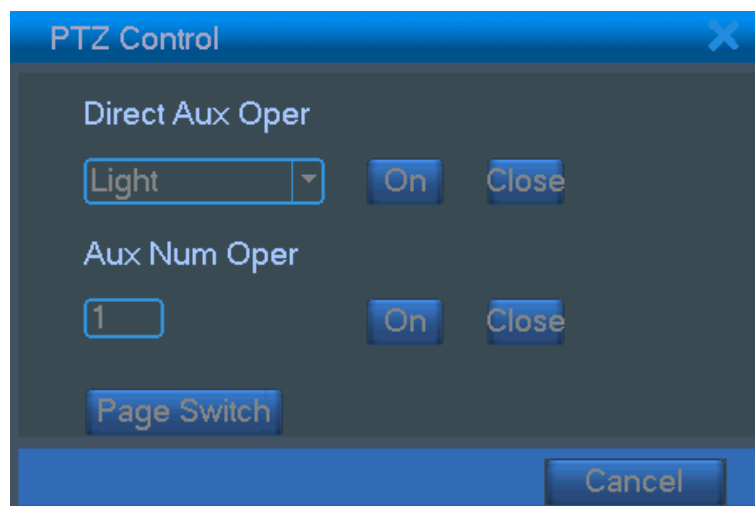 PTZ Control
Direct Aux Oper
Light On Close
Aux Num Oper
1 On Close
Page Switch
Cancel